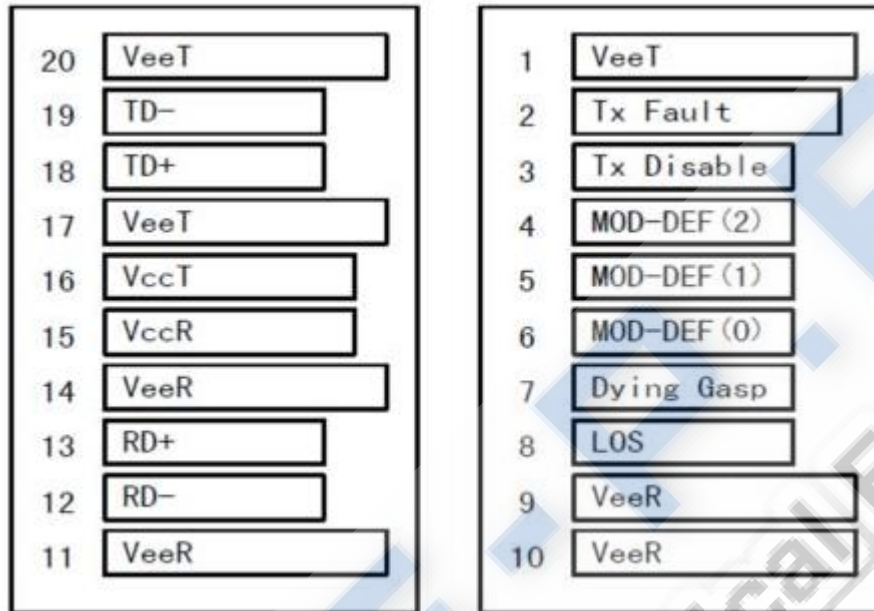 20 VeeT
19 TD-
18 TD+
17 VeeT
16 VccT
15 VccR
14 VeeR
13 RD+
12 RD-
11 VeeR
1 VeeT
2 Tx Fault
3 Tx Disable
4 MOD-DEF(2)
5 MOD-DEF(1)
6 MOD-DEF(0)
7 Dying Gasp
8 LOS
9 VeeR
10 VeeR